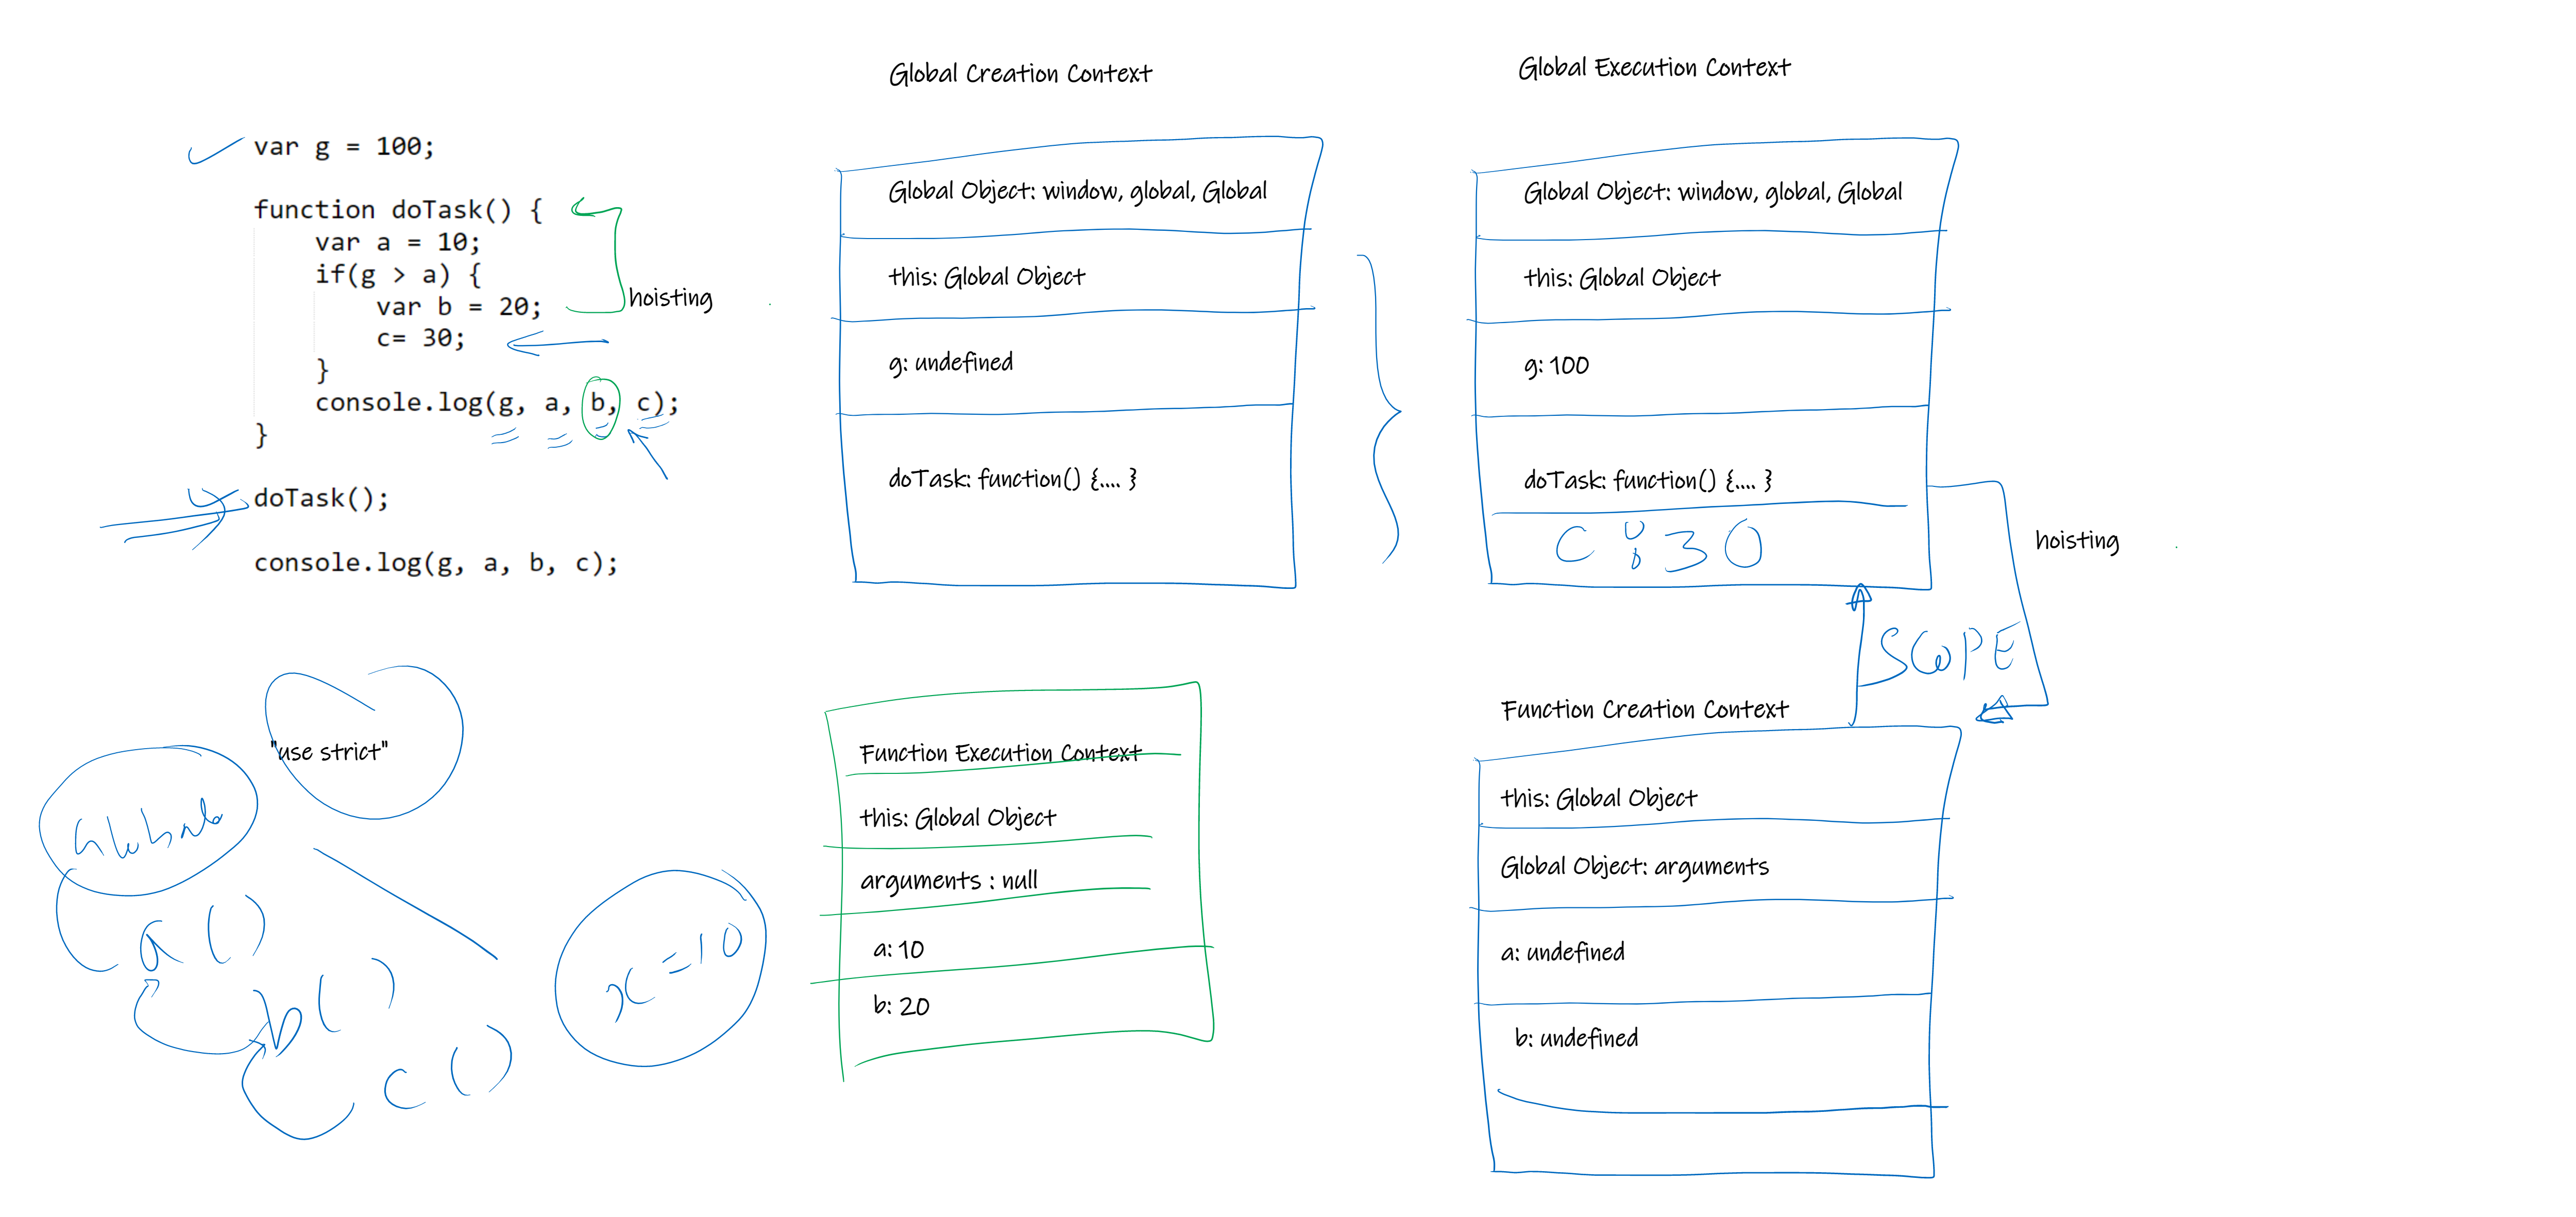 var g = 100;
function doTask() {
var a = 10;
if(g > a) {
var b = 20;
c= 30;
}
console.log(g, a, b, c);
}
doTask();
console.log(g, a, b, c);
hoisting
Global Creation Context
Global Object: window, global, Global
this: Global Object
g: undefined
doTask: function() {.... }
Global Execution Context
Global Object: window, global, Global
this: Global Object
g: 100
doTask: function() {.... }
C : 30
hoisting
SCOPE
"use strict"
Global
a ( )
b ( )
c ( )
x = 10
Function Execution Context
this: Global Object
arguments : null
a: 10
b: 20
Function Creation Context
this: Global Object
Global Object: arguments
a: undefined
b: undefined